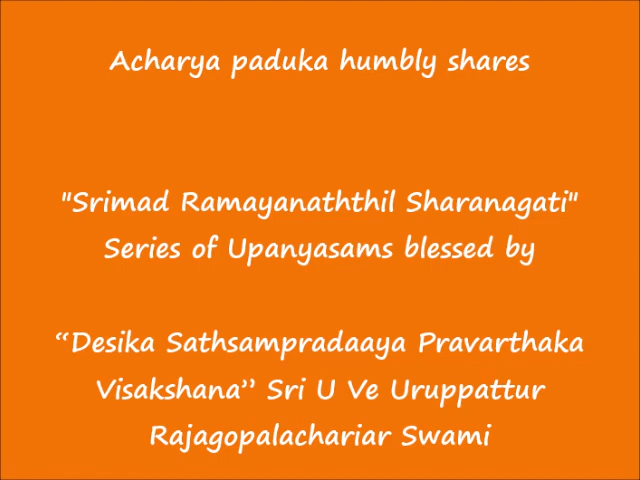 Acharya paduka humbly shares
"Srimad Ramayanaththil Sharanagati"
Series of Upanyasams blessed by
“Desika Sathsampradaaya Pravarthaka
Visakshana” Sri U Ve Uruppattur
Rajagopalachariar Swami